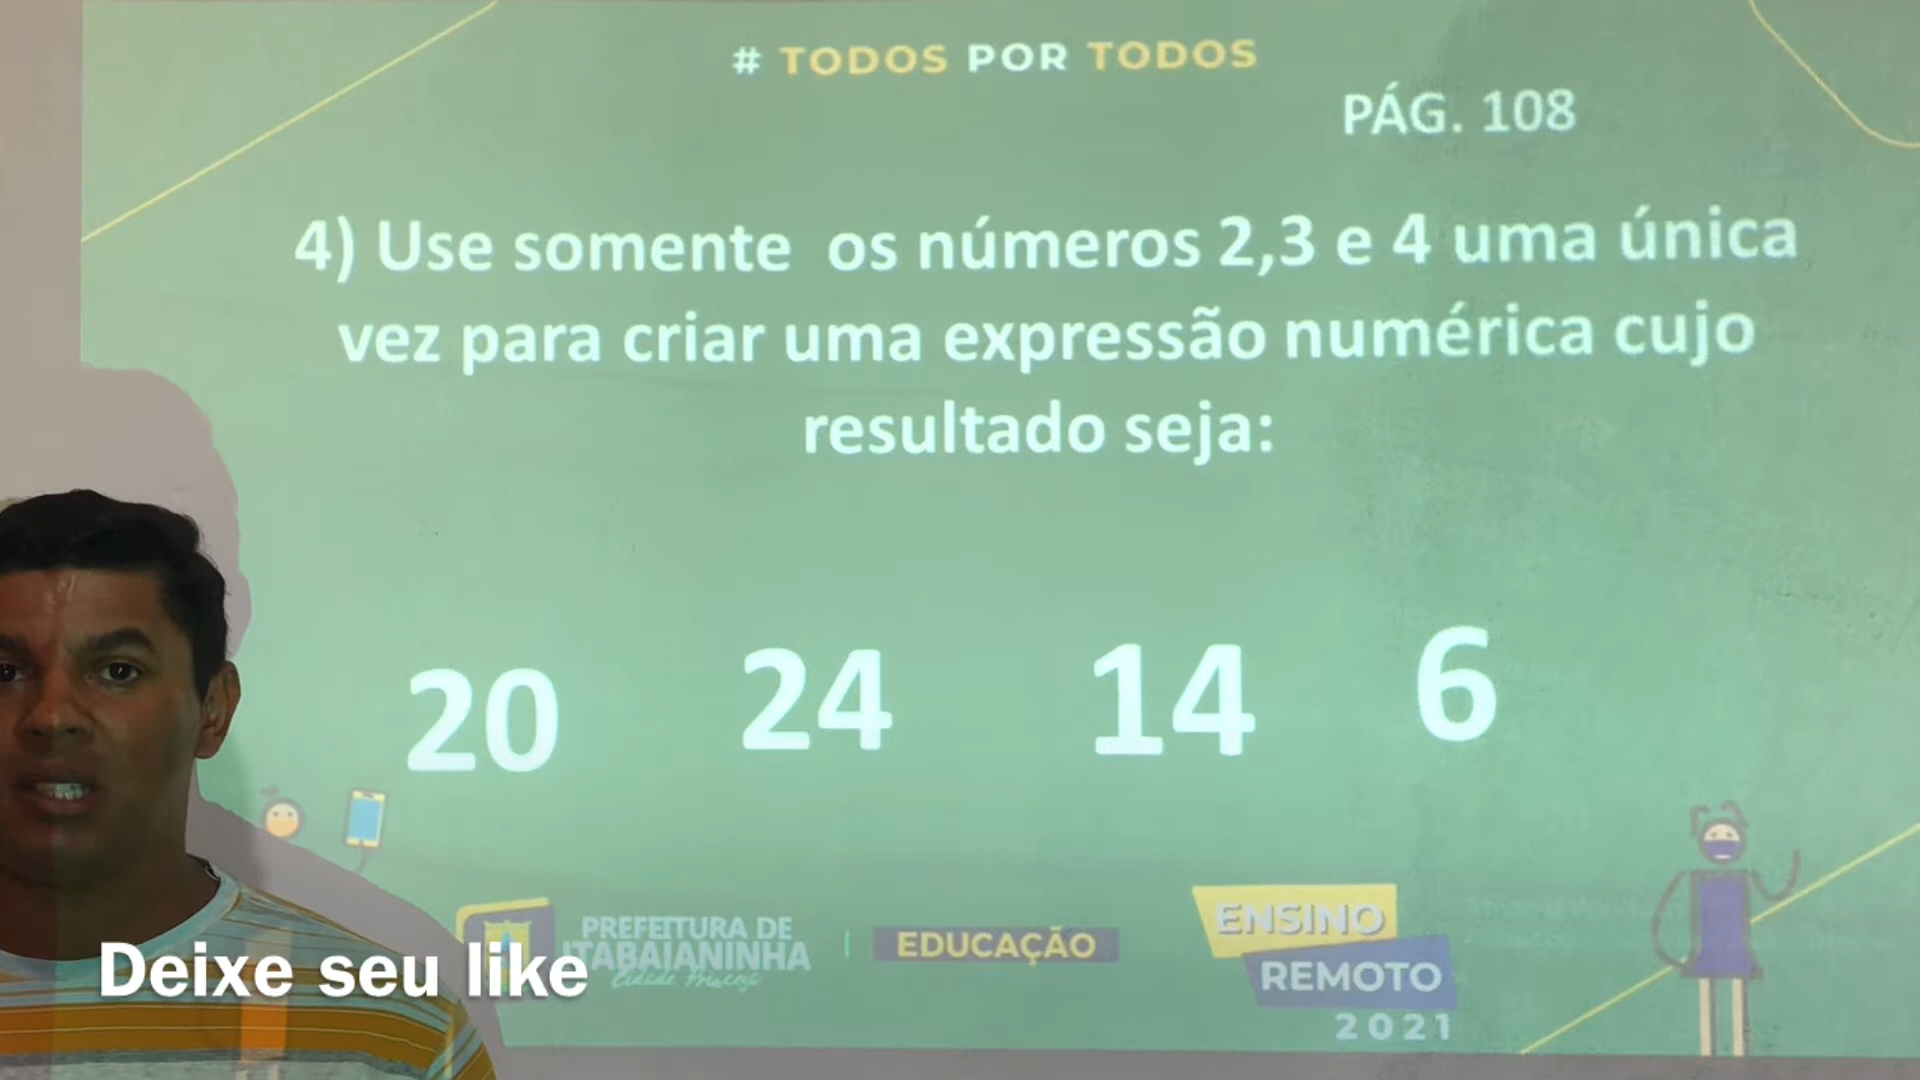 # TODOS POR TODOS
PÁG. 108
4) Use somente os números 2,3 e 4 uma única
vez para criar uma expressão numérica cujo
resultado seja:
20 24 14 6
PREFEITURA DE
ITABAIANINHA
EDUCAÇÃO
ENSINO
REMOTO
2021
Deixe seu like